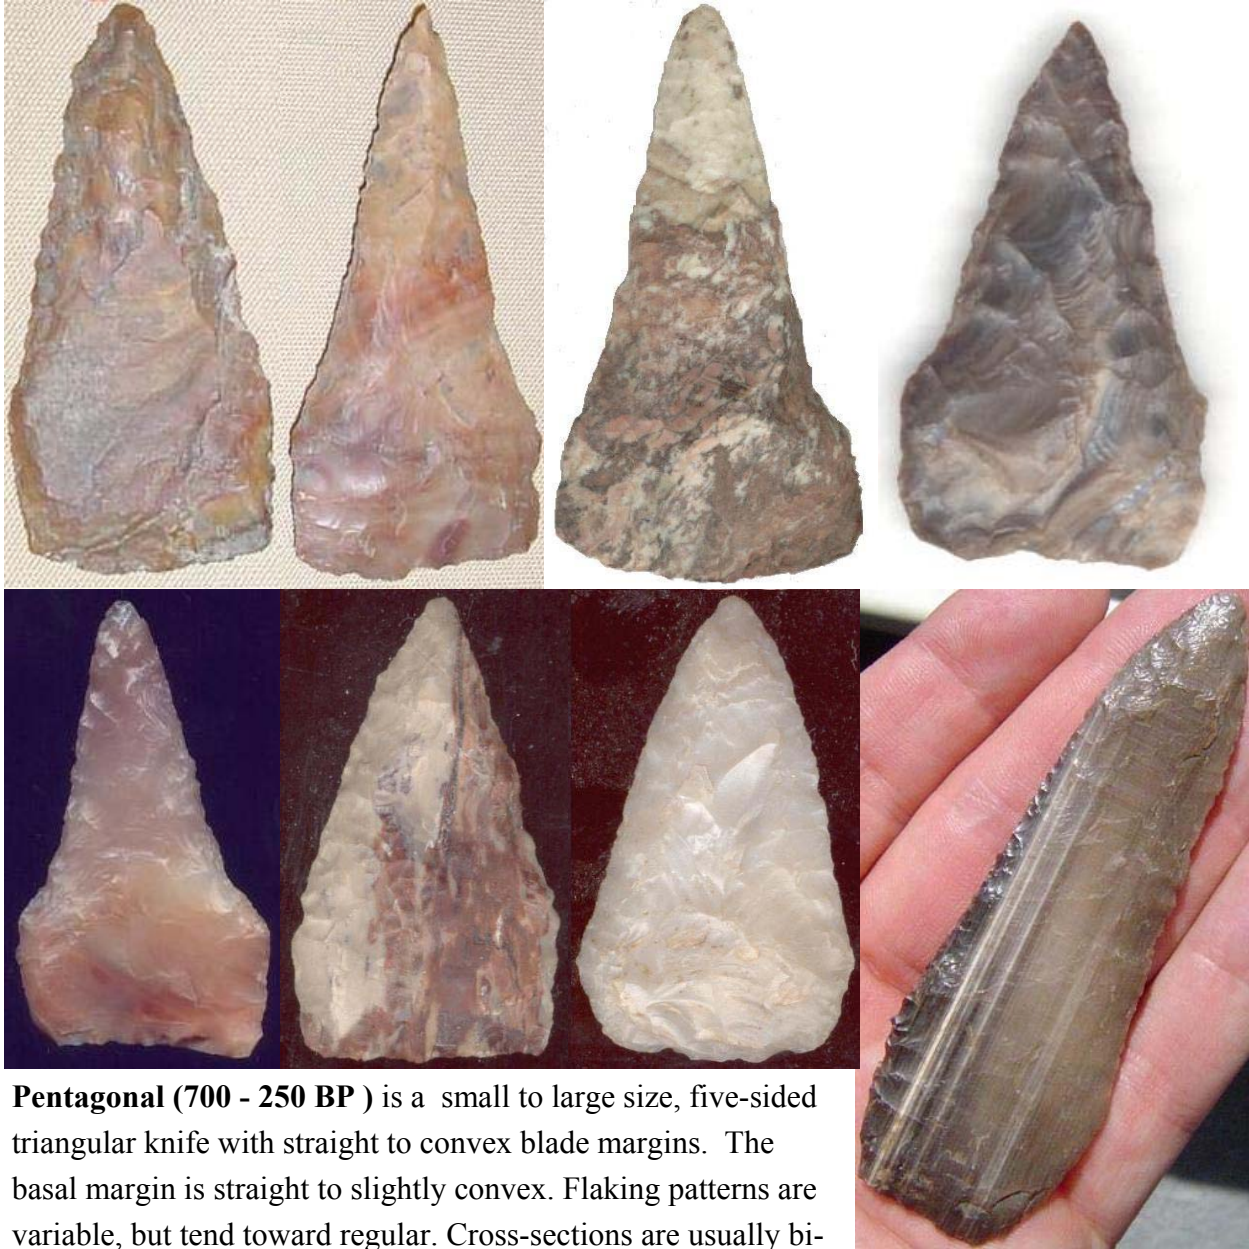 Pentagonal (700 - 250 BP ) is a small to large size, five-sided
triangular knife with straight to convex blade margins. The
basal margin is straight to slightly convex. Flaking patterns are
variable, but tend toward regular. Cross-sections are usually bi-